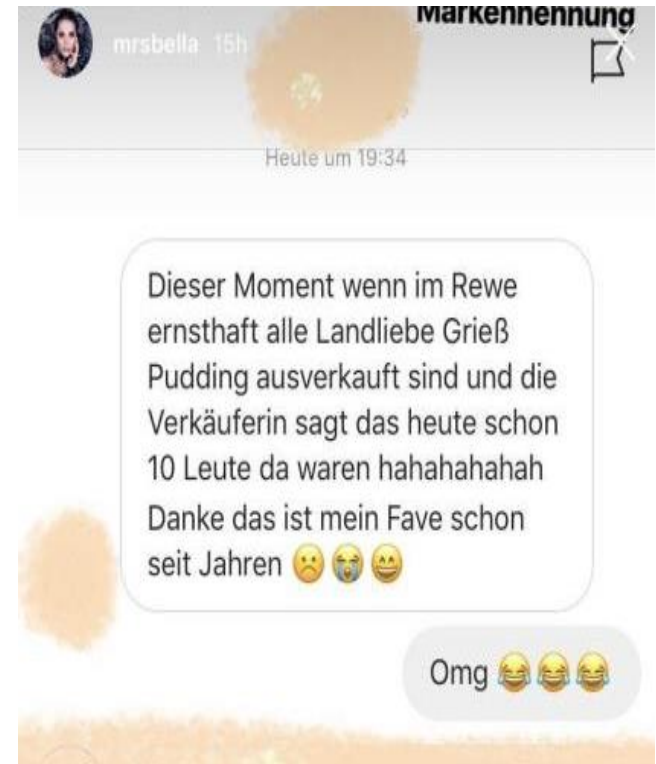 Markennennung
mrsbella 15h
Heute um 19:34
Dieser Moment wenn im Rewe
ernsthaft alle Landliebe Grieß
Pudding ausverkauft sind und die
Verkäuferin sagt das heute schon
10 Leute da waren hahahahahah
Danke das ist mein Fave schon
seit Jahren ☹️😭😄
Omg 😂😂😂